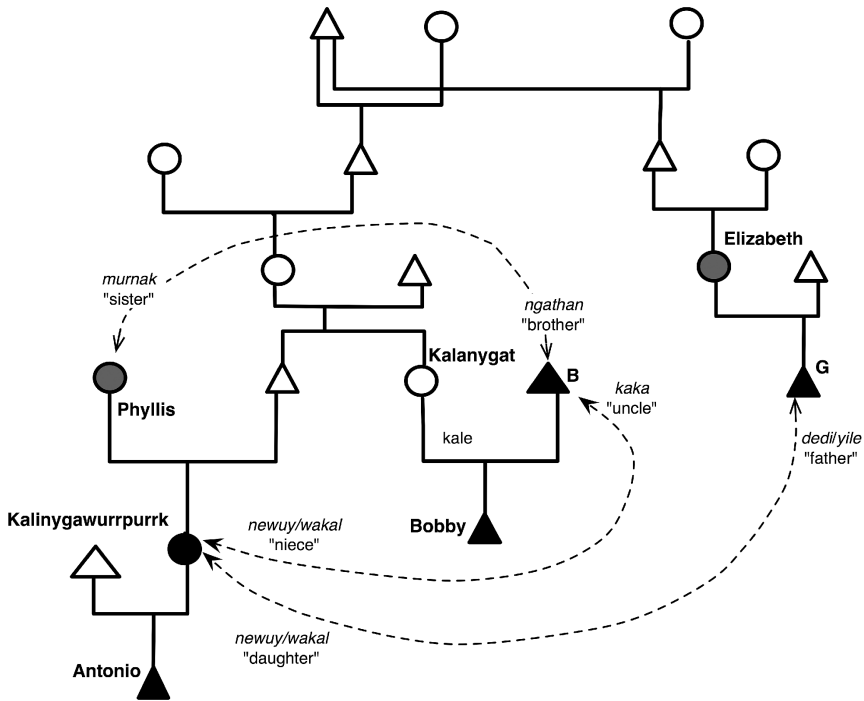 Elizabeth
murnak
"sister"
ngathan
"brother"
Kalanygat
B
G
kaka
"uncle"
Phyllis
kale
dedi/yile
"father"
Kalinygawurrpurrk
newuy/wakal
"niece"
Bobby
newuy/wakal
"daughter"
Antonio